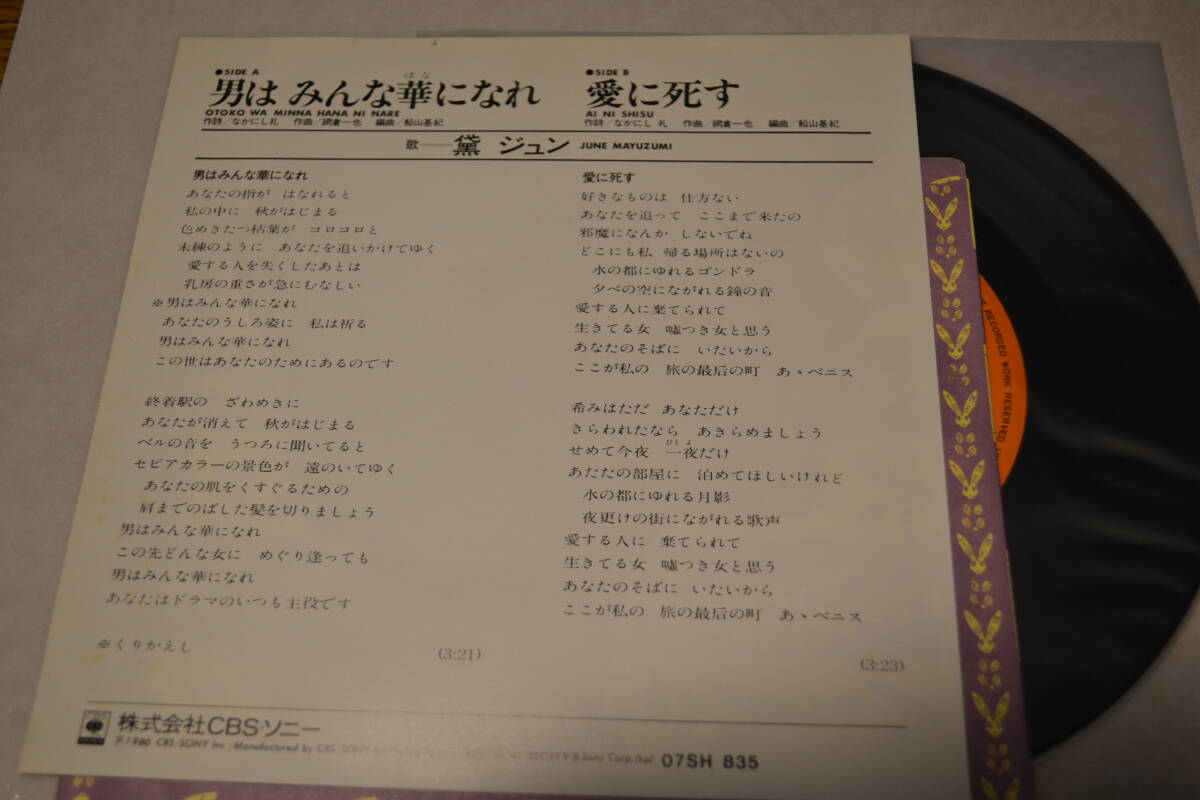 ●SIDE A
男は みんな華になれ
はな
OTOKO WA MINNA HANA NI NARE
作詩／なかにし礼 作曲／網倉一也 編曲／船山基紀
●SIDE B
愛に死す
AI NI SHISU
作詩／なかにし 礼 作曲／網倉一也 編曲／船山基紀
歌──黛 ジュン JUNE MAYUZUMI
男はみんな華になれ
あなたの指が はなれると
私の中に 秋がはじまる
色めきたつ枯葉が コロコロと
未練のように あなたを追いかけてゆく
愛する人を失くしたあとは
乳房の重さが急にむなしい
※男はみんな華になれ
あなたのうしろ姿に 私は祈る
男はみんな華になれ
この世はあなたのためにあるのです
終着駅の ざわめきに
あなたが消えて 秋がはじまる
ベルの音を うつろに聞いてると
セピアカラーの景色が 遠のいてゆく
あなたの肌をくすぐるための
肩までのばした髪を切りましょう
男はみんな華になれ
この先どんな女に めぐり逢っても
男はみんな華になれ
あなたはドラマのいつも主役です
※くりかえし
(3:21)
愛に死す
好きなものは 仕方ない
あなたを追って ここまで来たの
邪魔になんか しないでね
どこにも私 帰る場所はないの
水の都にゆれるゴンドラ
夕べの空にながれる鐘の音
愛する人に棄てられて
生きてる女 嘘つき女と思う
あなたのそばに いたいから
ここが私の 旅の最后の町 あゝベニス
希みはただ あなただけ
きらわれたなら あきらめましょう
せめて今夜 一夜だけ
ひとよ
あたたの部屋に 泊めてほしいけれど
水の都にゆれる月影
夜更けの街にながれる歌声
愛する人に 棄てられて
生きてる女 嘘つき女と思う
あなたのそばに いたいから
ここが私の 旅の最后の町 あゝベニス
(3:23)
株式会社CBS・ソニー
℗1980 CBS/SONY Inc./Manufactured by CBS/SONY Inc. Sony Corp.
07SH 835
RECORDED WORK RESERVED